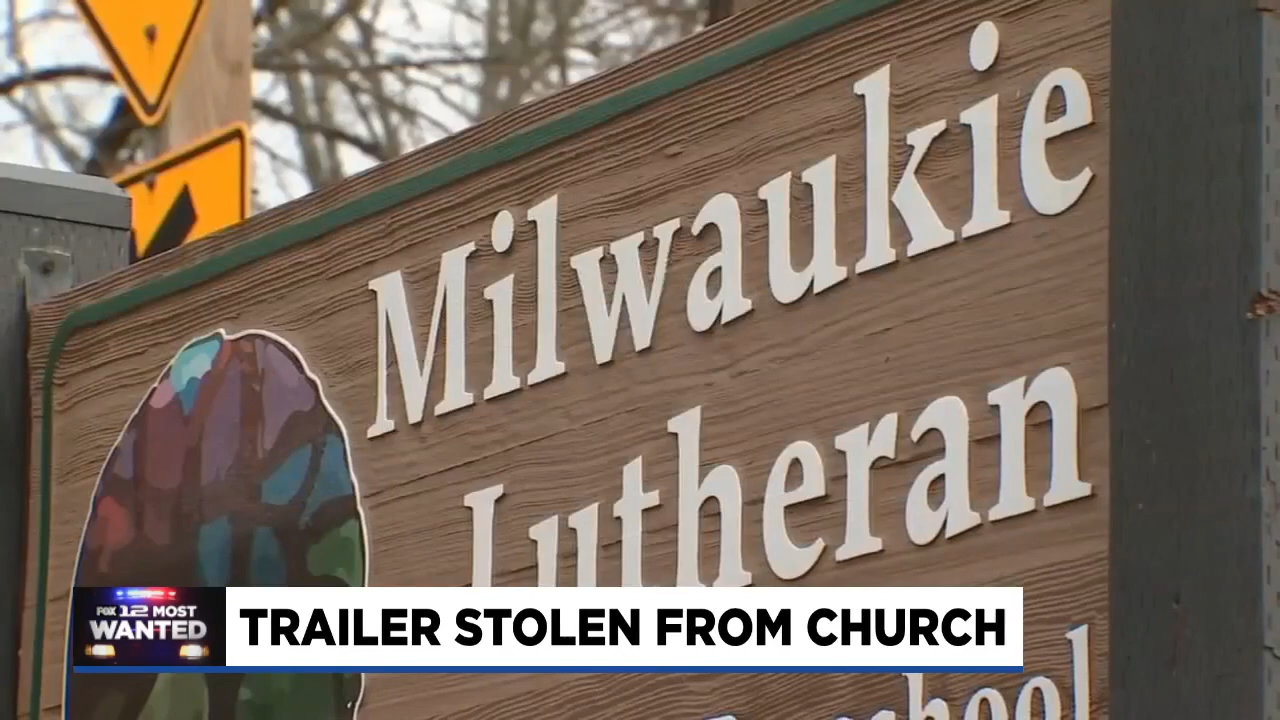 Milwaukie
Lutheran
FOX 12 MOST
WANTED
TRAILER STOLEN FROM CHURCH